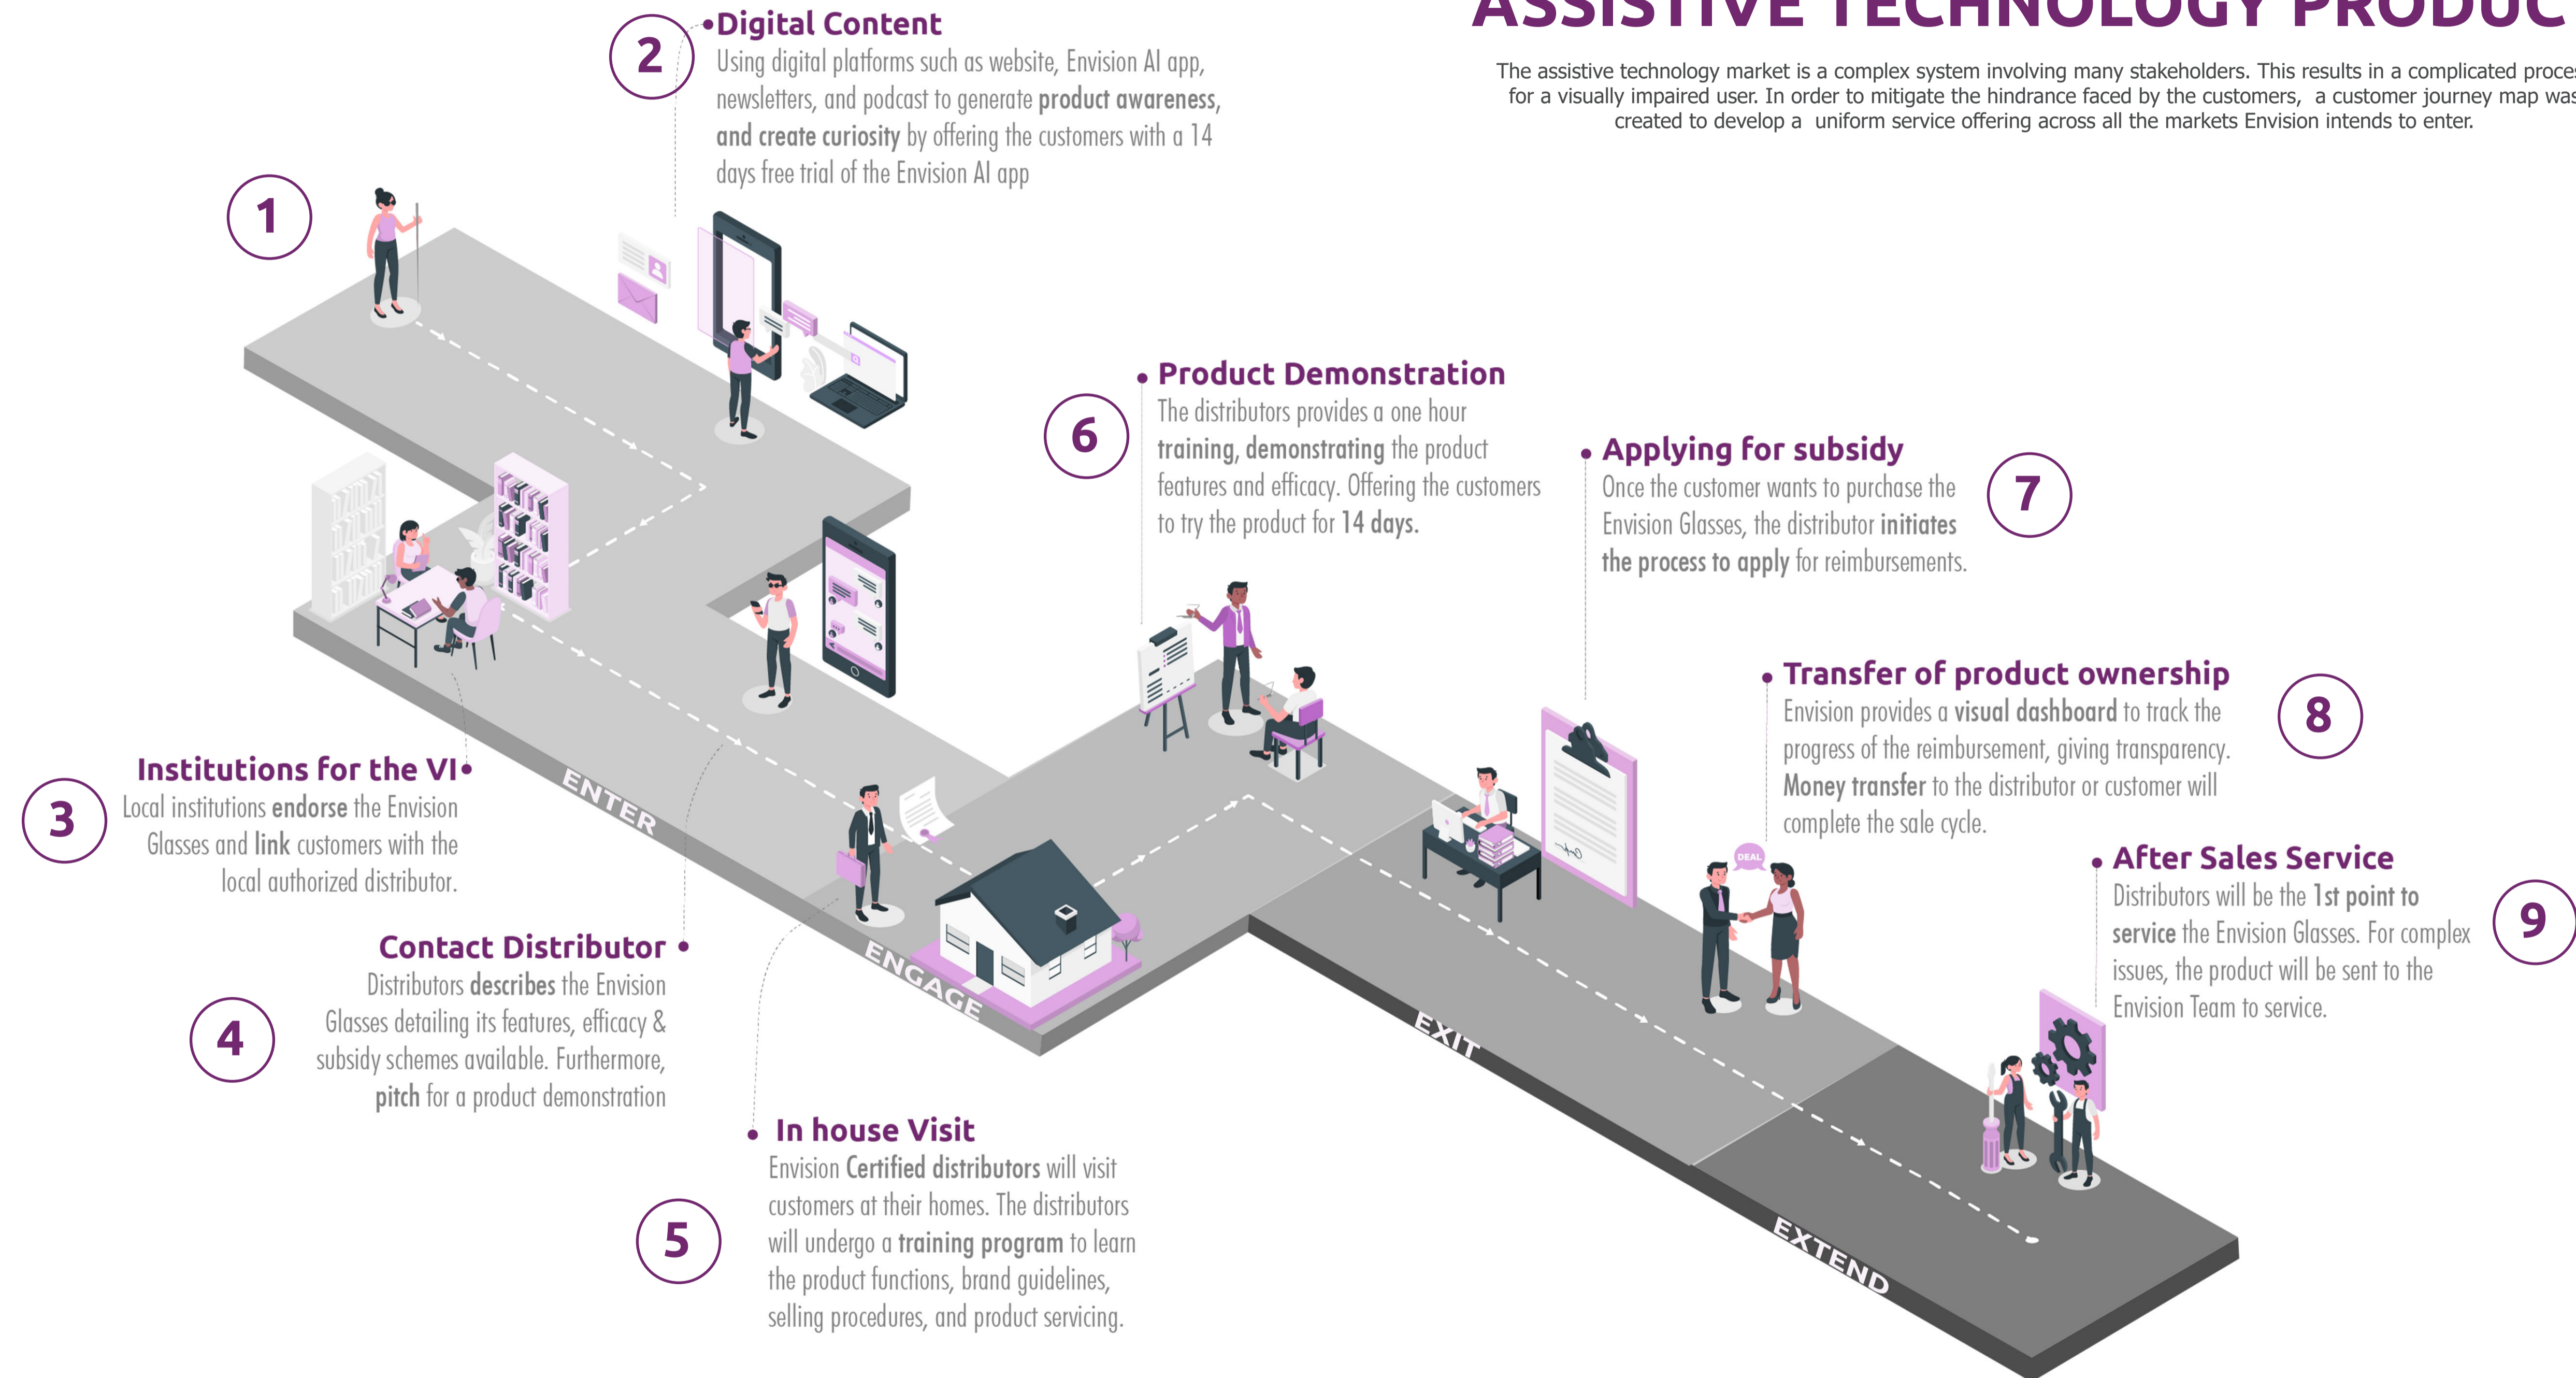 ASSISTIVE TECHNOLOGY PRODUC
The assistive technology market is a complex system involving many stakeholders. This results in a complicated proces
for a visually impaired user. In order to mitigate the hindrance faced by the customers, a customer journey map was
created to develop a uniform service offering across all the markets Envision intends to enter.
1
2
Digital Content
Using digital platforms such as website, Envision AI app,
newsletters, and podcast to generate product awareness,
and create curiosity by offering the customers with a 14
days free trial of the Envision AI app
3
Institutions for the VI
Local institutions endorse the Envision
Glasses and link customers with the
local authorized distributor.
4
Contact Distributor
Distributors describes the Envision
Glasses detailing its features, efficacy &
subsidy schemes available. Furthermore,
pitch for a product demonstration
5
In house Visit
Envision Certified distributors will visit
customers at their homes. The distributors
will undergo a training program to learn
the product functions, brand guidelines,
selling procedures, and product servicing.
6
Product Demonstration
The distributors provides a one hour
training, demonstrating the product
features and efficacy. Offering the customers
to try the product for 14 days.
7
Applying for subsidy
Once the customer wants to purchase the
Envision Glasses, the distributor initiates
the process to apply for reimbursements.
8
Transfer of product ownership
Envision provides a visual dashboard to track the
progress of the reimbursement, giving transparency.
Money transfer to the distributor or customer will
complete the sale cycle.
DEAL
9
After Sales Service
Distributors will be the 1st point to
service the Envision Glasses. For complex
issues, the product will be sent to the
Envision Team to service.
ENTER
ENGAGE
EXIT
EXTEND